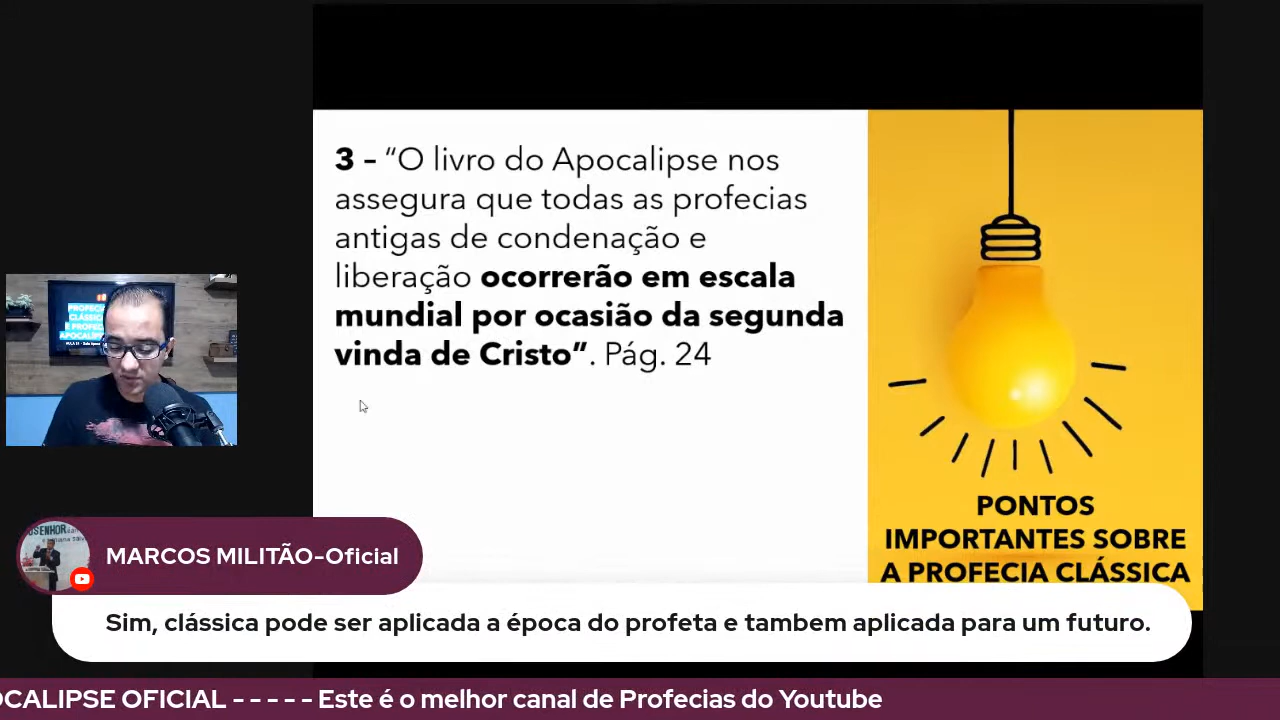 3 – “O livro do Apocalipse nos
assegura que todas as profecias
antigas de condenação e
liberação ocorrerão em escala
mundial por ocasião da segunda
vinda de Cristo”. Pág. 24
PONTOS
IMPORTANTES SOBRE
A PROFECIA CLÁSSICA
MARCOS MILITÃO-Oficial
Sim, clássica pode ser aplicada a época do profeta e tambem aplicada para um futuro.
OCALIPSE OFICIAL - - - - - Este é o melhor canal de Profecias do Youtube